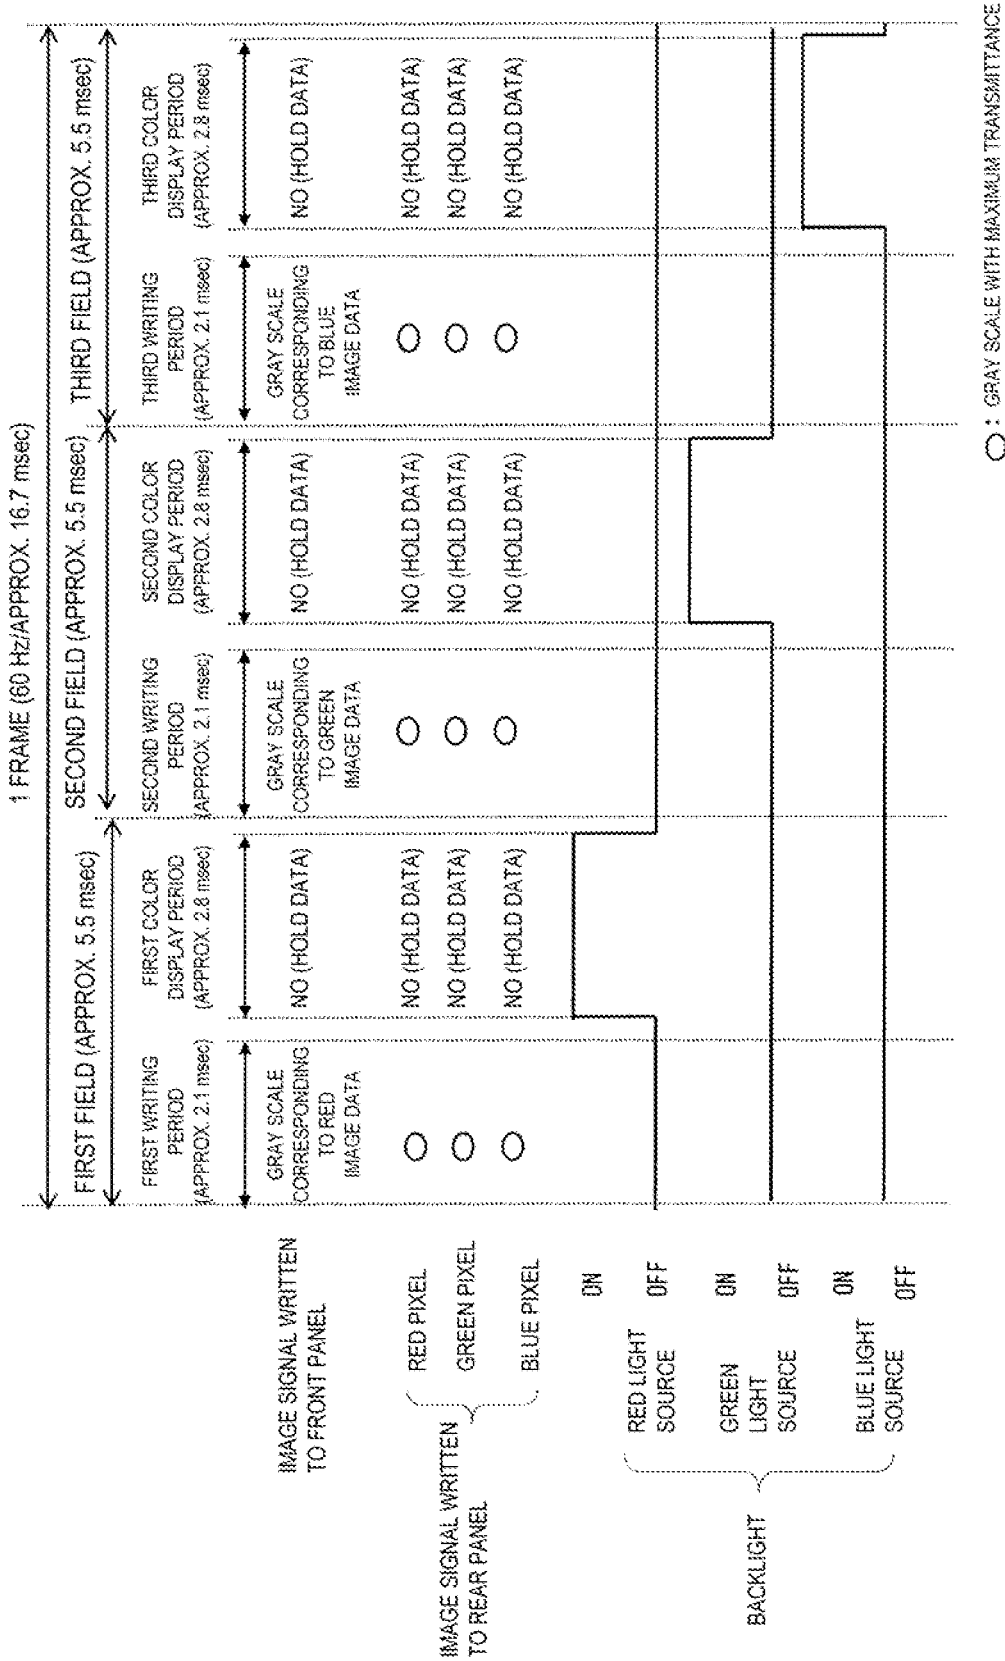 1 FRAME (60 Hz/APPROX. 16.7 msec)
FIRST FIELD (APPROX. 5.5 msec)
SECOND FIELD (APPROX. 5.5 msec)
THIRD FIELD (APPROX. 5.5 msec)
FIRST WRITING
PERIOD
(APPROX. 2.1 msec)
FIRST COLOR
DISPLAY PERIOD
(APPROX. 2.8 msec)
SECOND WRITING
PERIOD
(APPROX. 2.1 msec)
SECOND COLOR
DISPLAY PERIOD
(APPROX. 2.8 msec)
THIRD WRITING
PERIOD
(APPROX. 2.1 msec)
THIRD COLOR
DISPLAY PERIOD
(APPROX. 2.8 msec)
IMAGE SIGNAL WRITTEN
TO FRONT PANEL
GRAY SCALE
CORRESPONDING
TO RED
IMAGE DATA
NO (HOLD DATA)
GRAY SCALE
CORRESPONDING
TO GREEN
IMAGE DATA
NO (HOLD DATA)
GRAY SCALE
CORRESPONDING
TO BLUE
IMAGE DATA
NO (HOLD DATA)
IMAGE SIGNAL WRITTEN
TO REAR PANEL
RED PIXEL
○ NO (HOLD DATA) ○ NO (HOLD DATA) ○ NO (HOLD DATA)
GREEN PIXEL
○ NO (HOLD DATA) ○ NO (HOLD DATA) ○ NO (HOLD DATA)
BLUE PIXEL
○ NO (HOLD DATA) ○ NO (HOLD DATA) ○ NO (HOLD DATA)
BACKLIGHT
RED LIGHT
SOURCE
ON
OFF
GREEN
LIGHT
SOURCE
ON
OFF
BLUE LIGHT
SOURCE
ON
OFF
○ : GRAY SCALE WITH MAXIMUM TRANSMITTANCE